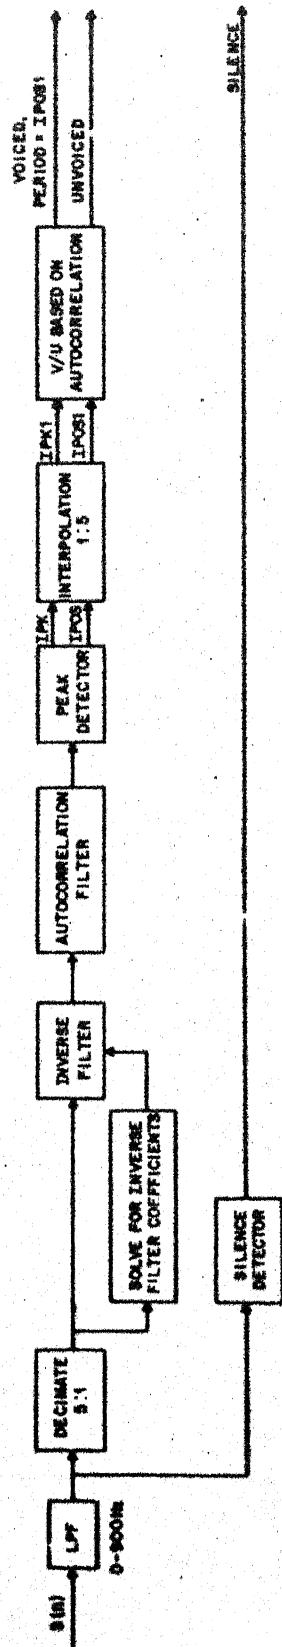 S(n)
LPF
0-900Hz
DECIMATE
5:1
SOLVE FOR INVERSE
FILTER COEFFICIENTS
INVERSE
FILTER
AUTOCORRELATION
FILTER
PEAK
DETECTOR
IPK
IPOS
INTERPOLATION
1:5
IPK1
IPOS1
V/U BASED ON
AUTOCORRELATION
VOICED,
PERIOD = IPOS1
UNVOICED
SILENCE
DETECTOR
SILENCE